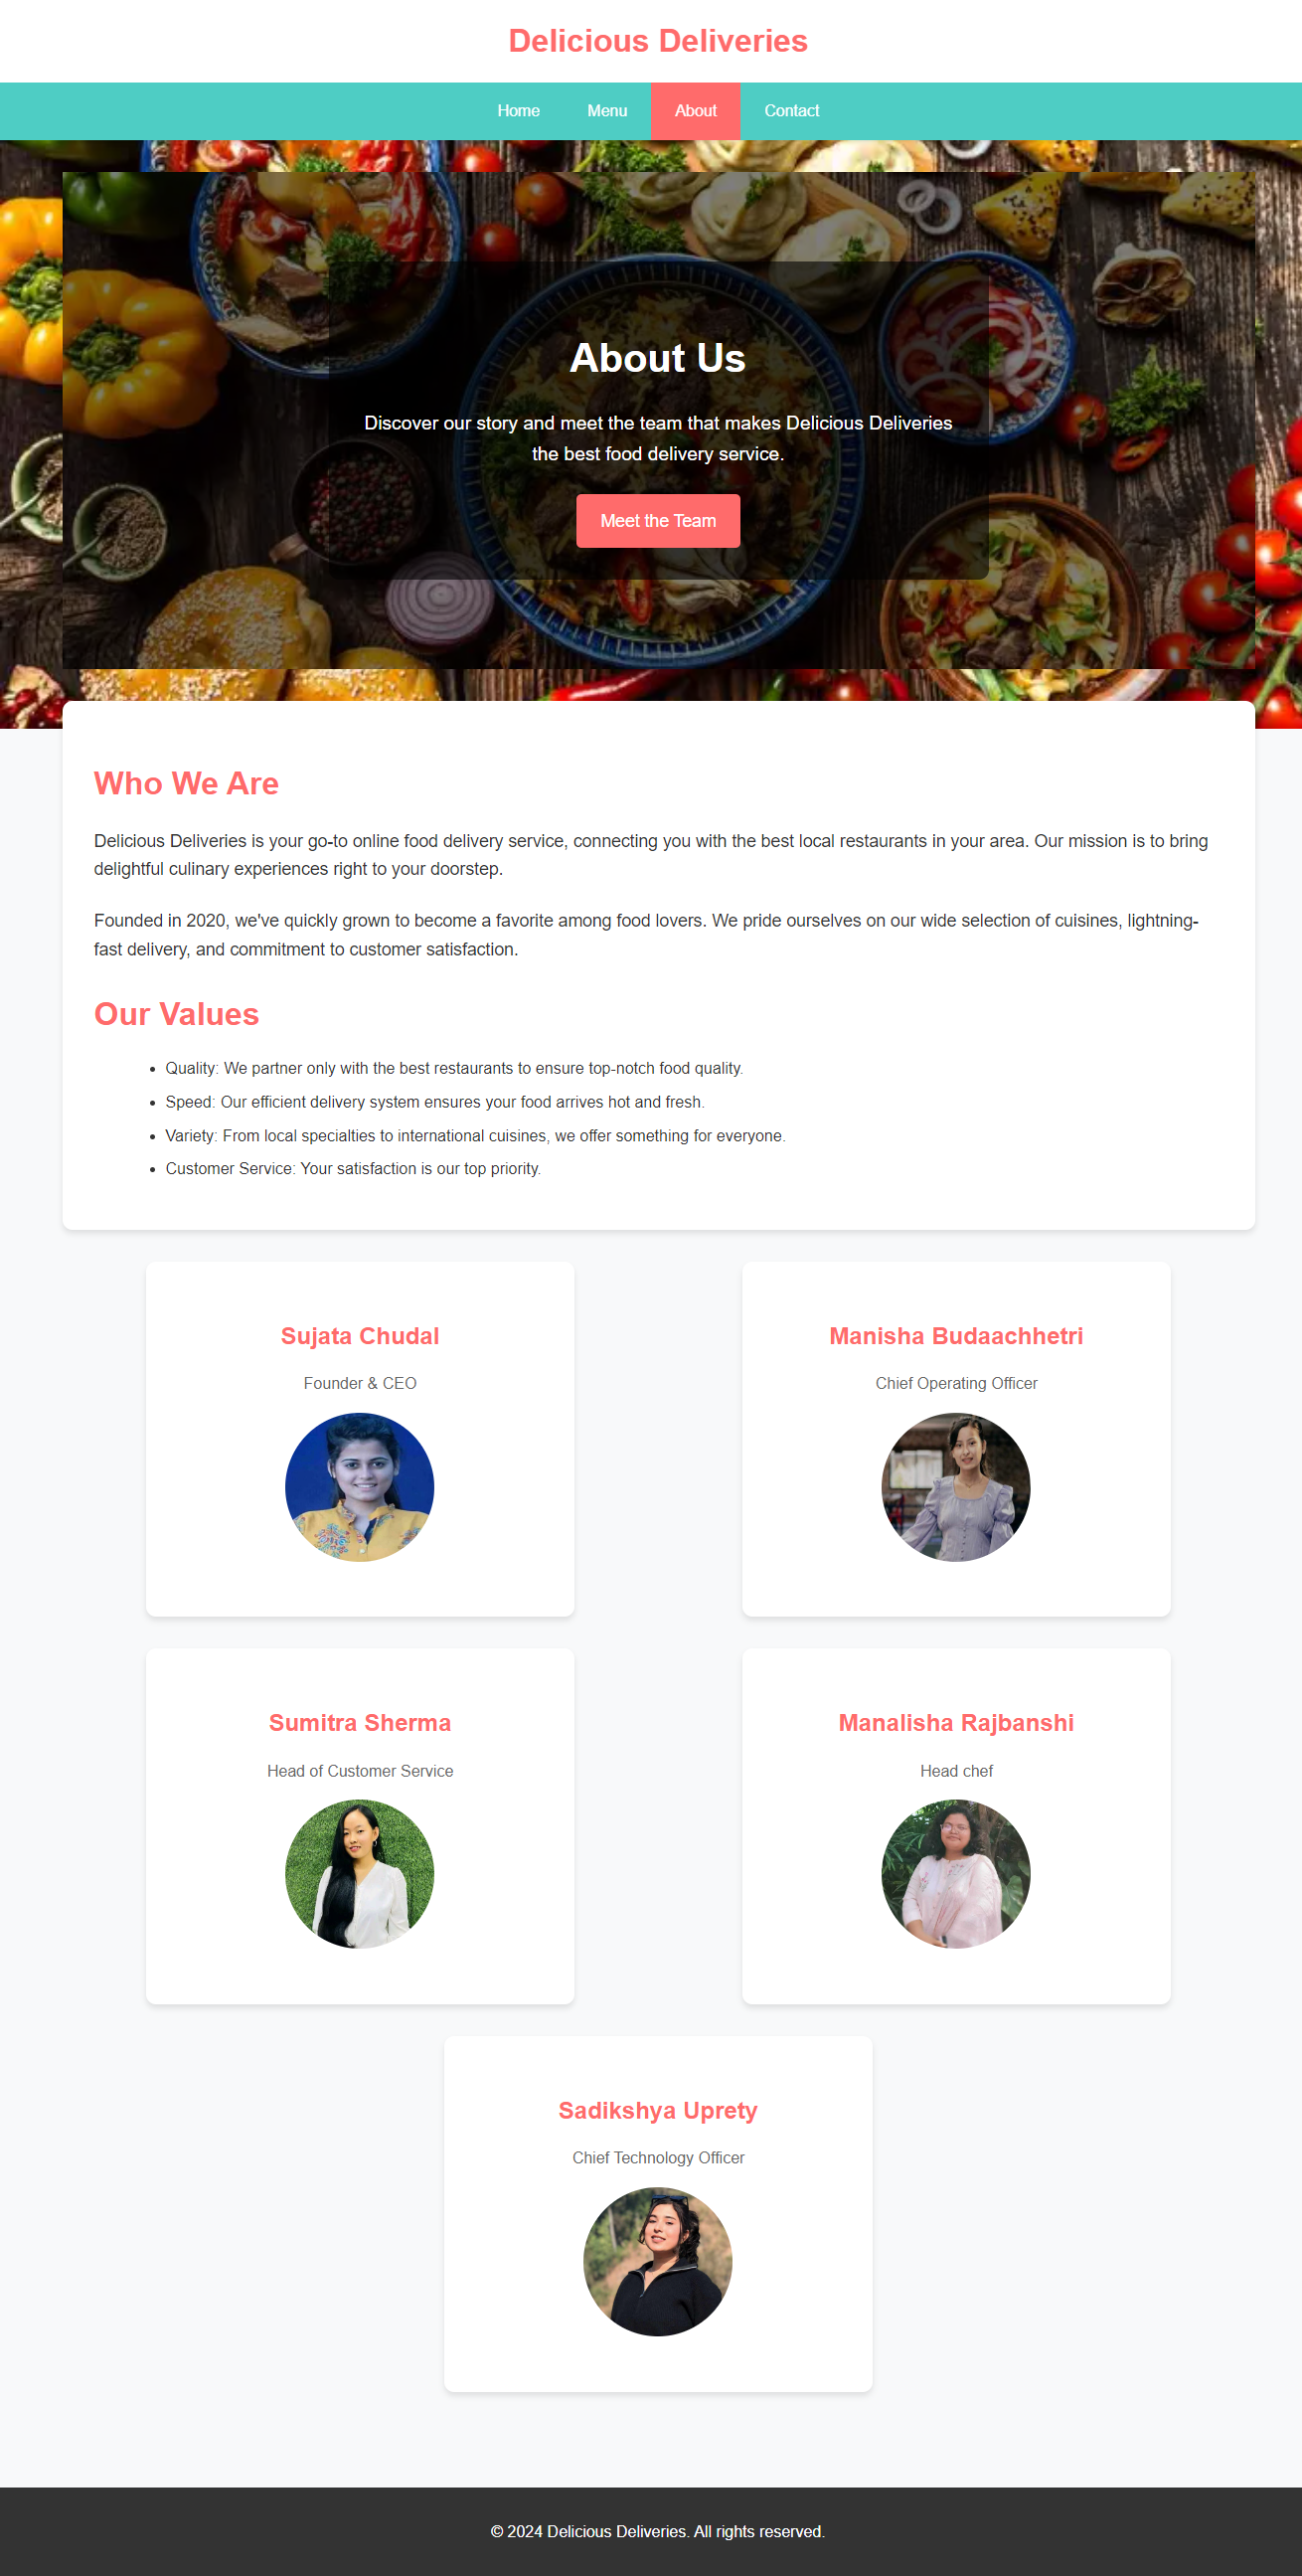 Delicious Deliveries
Home Menu About Contact
About Us
Discover our story and meet the team that makes Delicious Deliveries
the best food delivery service.
Meet the Team
Who We Are
Delicious Deliveries is your go-to online food delivery service, connecting you with the best local restaurants in your area. Our mission is to bring
delightful culinary experiences right to your doorstep.
Founded in 2020, we've quickly grown to become a favorite among food lovers. We pride ourselves on our wide selection of cuisines, lightning-
fast delivery, and commitment to customer satisfaction.
Our Values
• Quality: We partner only with the best restaurants to ensure top-notch food quality.
• Speed: Our efficient delivery system ensures your food arrives hot and fresh.
• Variety: From local specialties to international cuisines, we offer something for everyone.
• Customer Service: Your satisfaction is our top priority.
Sujata Chudal
Founder & CEO
Manisha Budaachhetri
Chief Operating Officer
Sumitra Sherma
Head of Customer Service
Manalisha Rajbanshi
Head chef
Sadikshya Uprety
Chief Technology Officer
© 2024 Delicious Deliveries. All rights reserved.